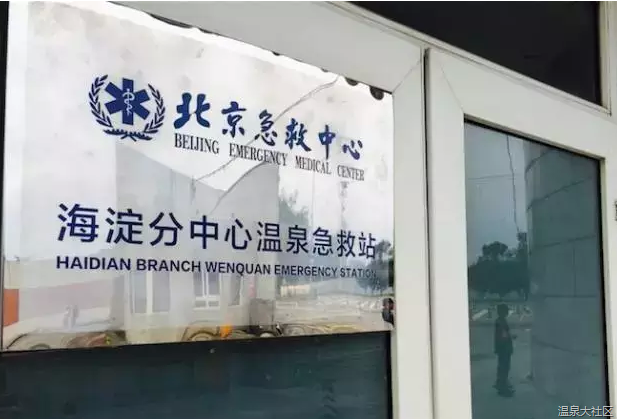 北京急救中心
BEIJING EMERGENCY MEDICAL CENTER
海淀分中心温泉急救站
HAIDIAN BRANCH WENQUAN EMERGENCY STATION
温泉大社区